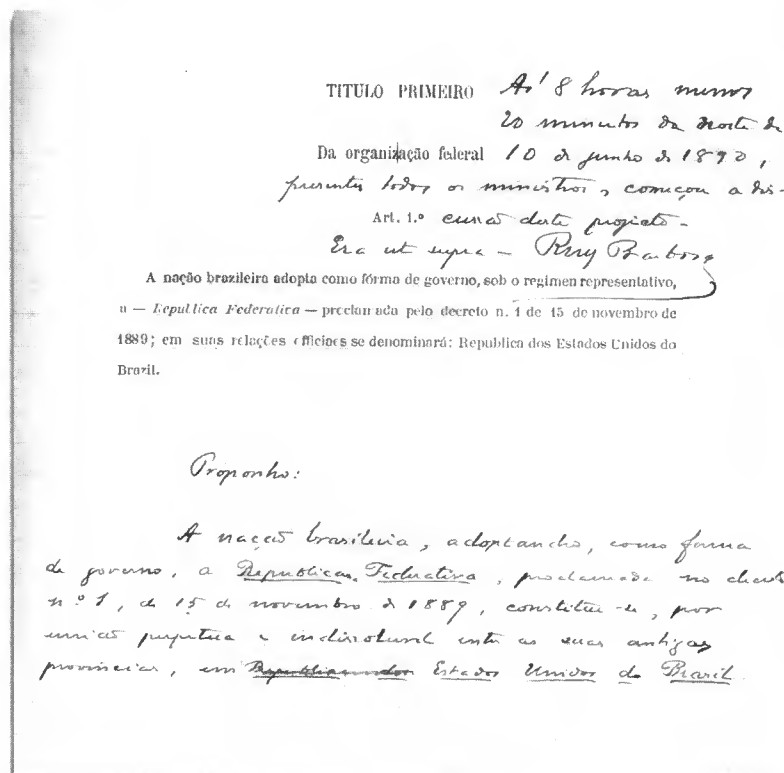 TITULO PRIMEIRO As' 8 horas menos
20 minutos da noite de
Da organização federal 10 de junho de 1890,
presentes todos os ministros, começou a dis-
Art. 1.º cussão deste projecto -
Era ut supra - Ruy Barbosa
A nação brazileira adopta como fórma de governo, sob o regimen representativo,
a — Republica Federativa — proclamada pelo decreto n. 1 de 15 de novembro de
1889; em suas relações officiaes se denominará: Republica dos Estados Unidos do
Brazil.
Proponho:
A nação brasileira, adoptando, como forma
de governo, a Republica Federativa, proclamada no decreto
nº 1, de 15 de novembro de 1889, constitue-se, por
união perpetua e indissoluvel entre as suas antigas
provincias, em Estados Unidos do Brasil.